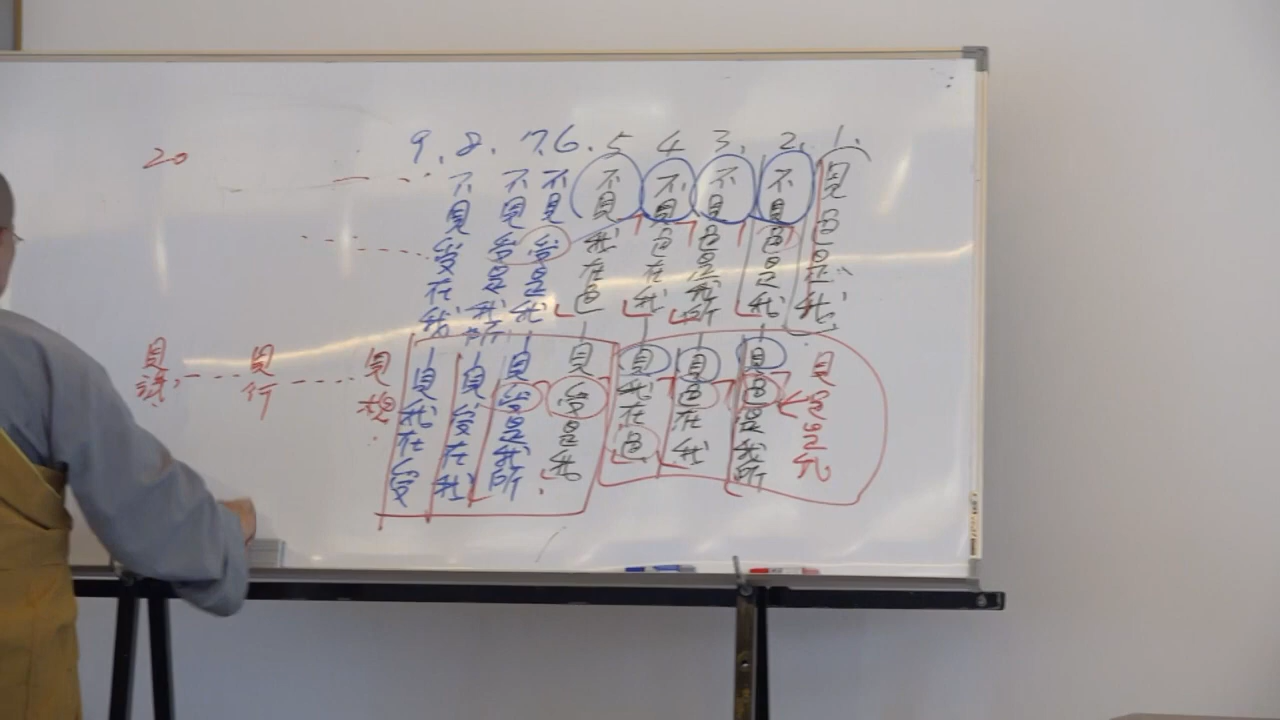 1.
見色是我
2.
不見色是我
見色是我所
3.
不見色是我所
見色在我
4.
不見色在我
見我在色
5.
不見我在色
見受是我
6.
不見受是我
見受是我所
7.
不見受是我所
見受在我
8.
不見受在我
見我在受
9.
見想
見行
見識
20